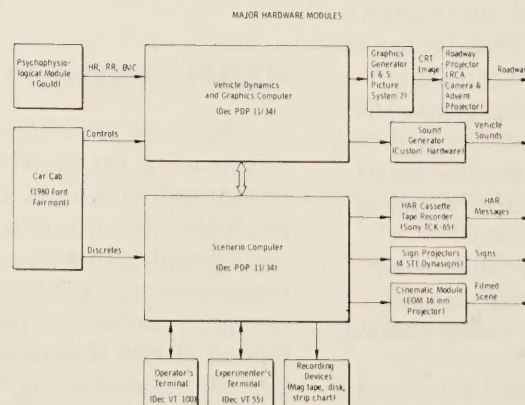 MAJOR HARDWARE MODULES
Psychophysio-
logical Module
(Gould)
HR, RR, EMG
Vehicle Dynamics
and Graphics Computer
(Dec PDP 11/34)
Graphics
Generator
E & S
Picture
System 2)
CRT
Image
Roadway
Projector
(RCA
Camera &
Advent
Projector)
Roadway
Controls
Sound
Generator
(Custom Hardware)
Vehicle
Sounds
Car Cab
(1980 Ford
Fairmont)
Discretes
Scenario Computer
(Dec PDP 11/34)
HAR Cassette
Tape Recorder
(Sony TCK-65)
HAR
Messages
Sign Projectors
(4 STI Dynasigns)
Signs
Cinematic Module
(EOM 16 mm
Projector)
Filmed
Scene
Operator's
Terminal
(Dec VT 100)
Experimenter's
Terminal
(Dec VT 55)
Recording
Devices
(Mag tape, disk,
strip chart)